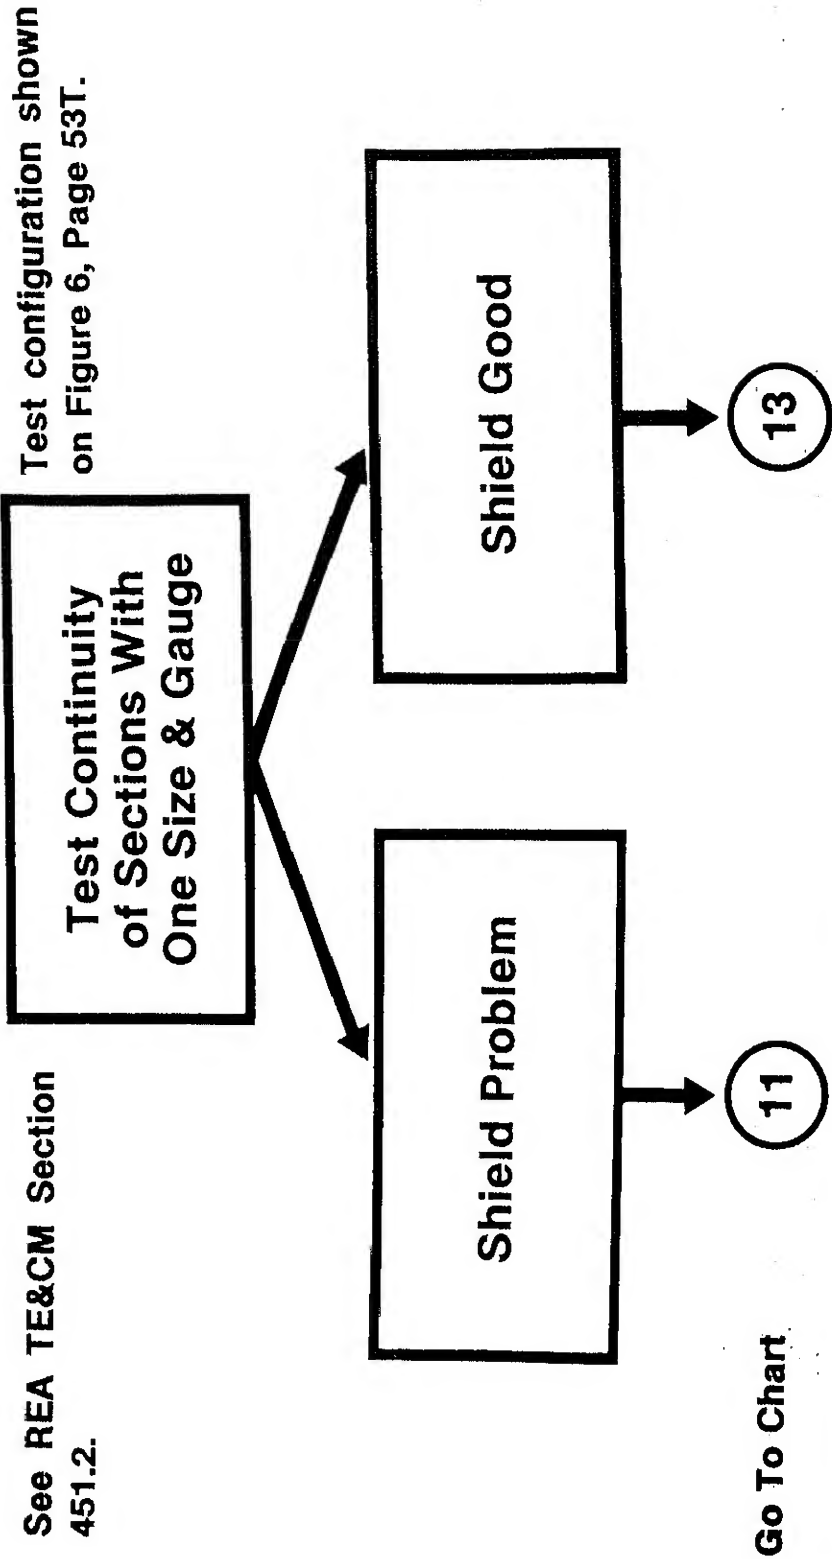 See REA TE&CM Section
451.2.
Test Continuity
of Sections With
One Size & Gauge
Test configuration shown
on Figure 6, Page 53T.
Shield Problem
Shield Good
Go To Chart
11
13